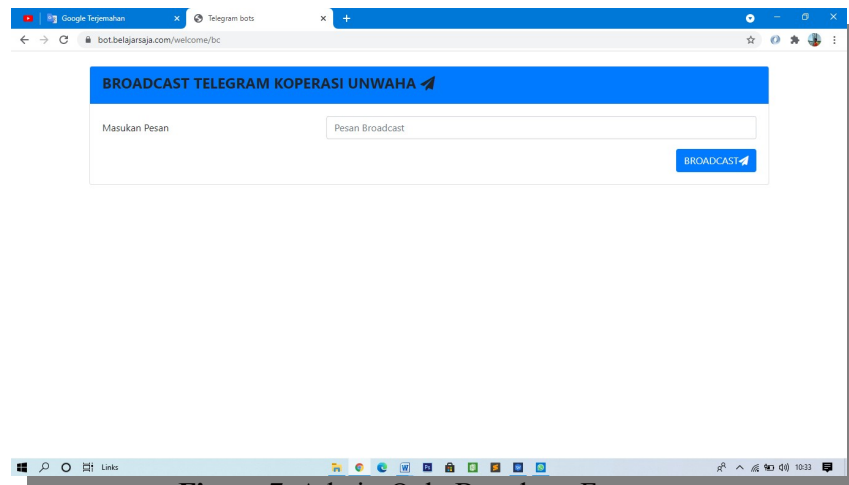 Google Terjemahan
Telegram bots
bot.belajarsaja.com/welcome/bc
BROADCAST TELEGRAM KOPERASI UNWAHA
Masukan Pesan
Pesan Broadcast
BROADCAST
Links
10:33